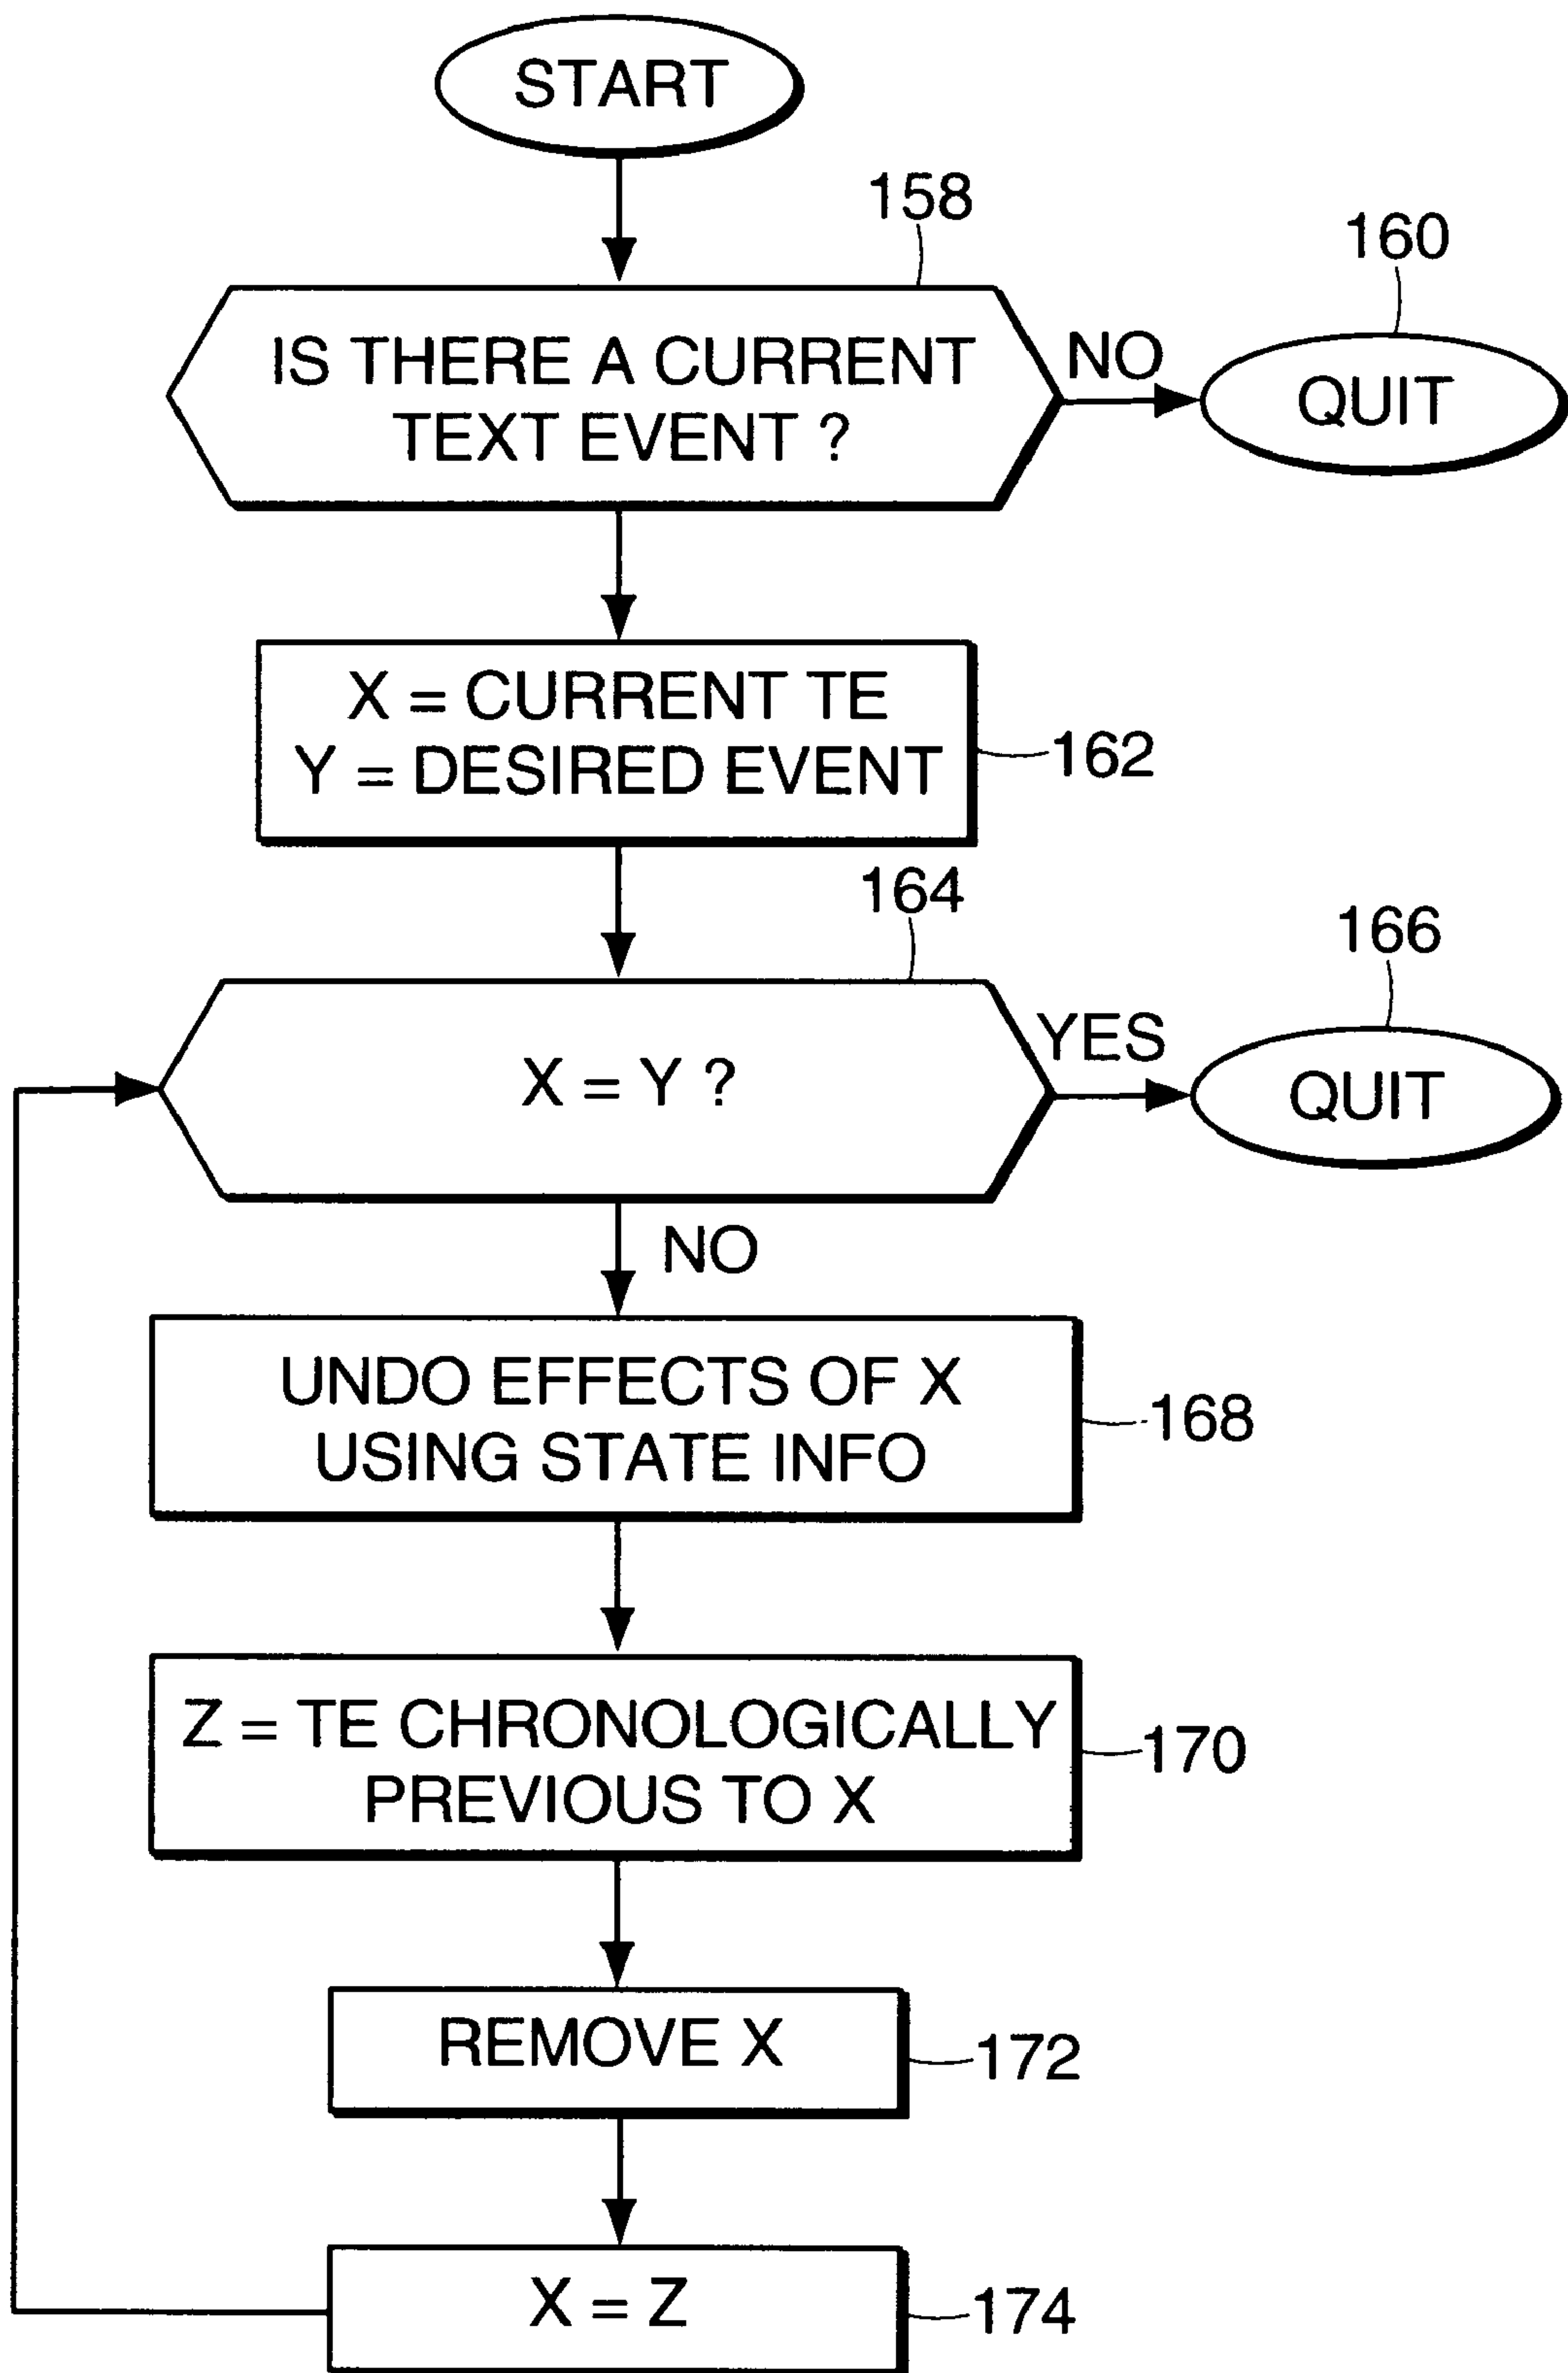 START
158
160
IS THERE A CURRENT
TEXT EVENT ?
NO
QUIT
X = CURRENT TE
Y = DESIRED EVENT
162
164
166
X = Y ?
YES
QUIT
NO
UNDO EFFECTS OF X
USING STATE INFO
168
Z = TE CHRONOLOGICALLY
PREVIOUS TO X
170
REMOVE X
172
X = Z
174